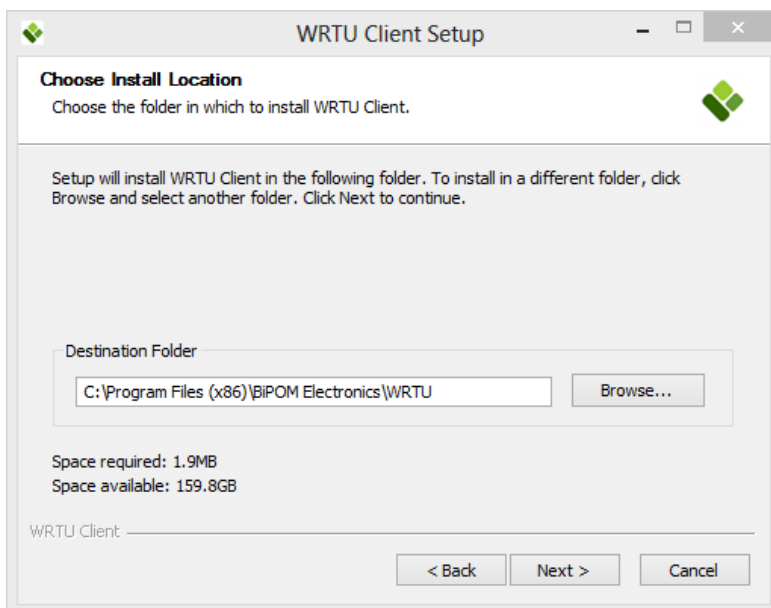 WRTU Client Setup
Choose Install Location
Choose the folder in which to install WRTU Client.
Setup will install WRTU Client in the following folder. To install in a different folder, click
Browse and select another folder. Click Next to continue.
Destination Folder
C:\Program Files (x86)\BiPOM Electronics\WRTU
Browse...
Space required: 1.9MB
Space available: 159.8GB
WRTU Client
< Back
Next >
Cancel